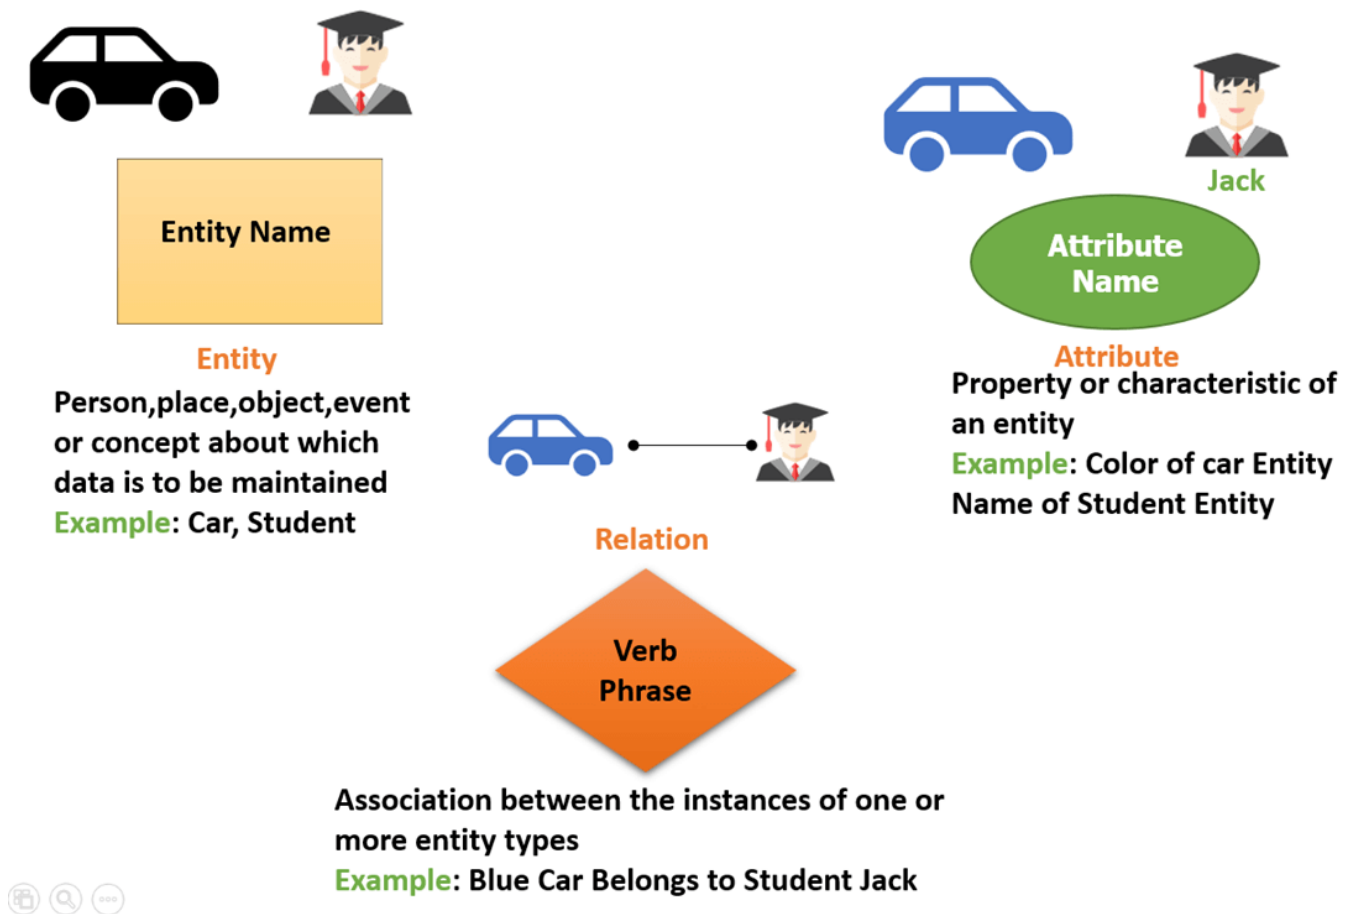 Entity Name
Entity
Person,place,object,event
or concept about which
data is to be maintained
Example: Car, Student
Jack
Attribute
Name
Attribute
Property or characteristic of
an entity
Example: Color of car Entity
Name of Student Entity
Relation
Verb
Phrase
Association between the instances of one or
more entity types
Example: Blue Car Belongs to Student Jack